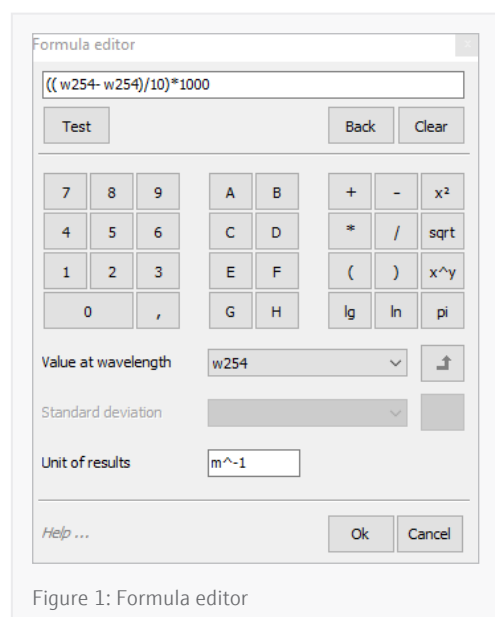 Formula editor
x
(( w254- w254)/10)*1000
Test Back Clear
7 8 9 A B + - x²
4 5 6 C D * / sqrt
1 2 3 E F ( ) x^y
0 , G H lg ln pi
Value at wavelength w254
Standard deviation
Unit of results m^-1
Help ... Ok Cancel
Figure 1: Formula editor